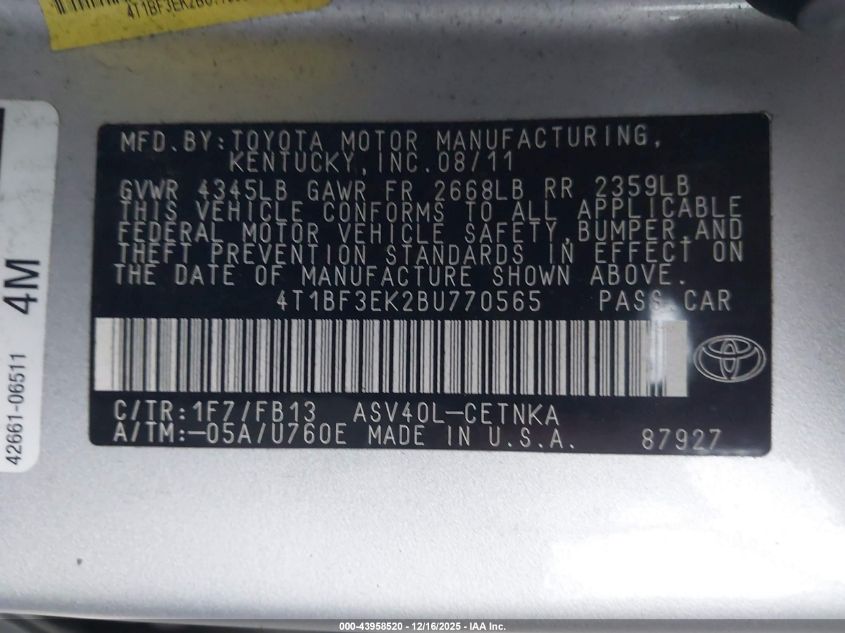 4T1BF3EK2BU77
MFD. BY: TOYOTA MOTOR MANUFACTURING,
KENTUCKY, INC. 08/11
GVWR 4345LB GAWR FR 2668LB RR 2359LB
THIS VEHICLE CONFORMS TO ALL APPLICABLE
FEDERAL MOTOR VEHICLE SAFETY, BUMPER, AND
THEFT PREVENTION STANDARDS IN EFFECT ON
THE DATE OF MANUFACTURE SHOWN ABOVE.
4T1BF3EK2BU770565 PASS CAR
C/TR: 1F7/FB13 ASV40L-CETNKA
A/TM: -05A/U760E MADE IN U.S.A. 87927
4M
42661-06511
000-43958520 - 12/16/2025 - IAA Inc.